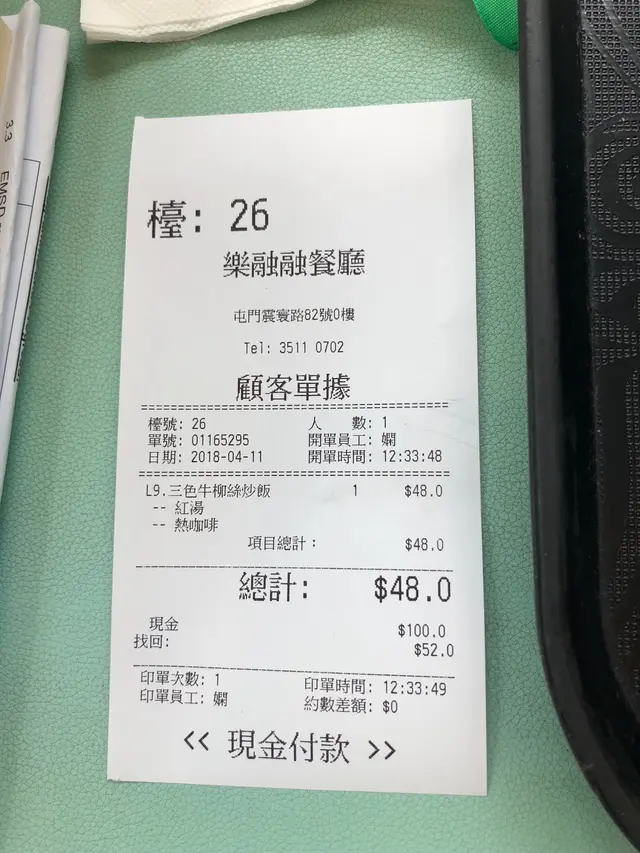 檯: 26
樂融融餐廳
屯門震寰路82號0樓
Tel: 3511 0702
顧客單據
檯號: 26 人 數: 1
單號: 01165295 開單員工: 嫻
日期: 2018-04-11 開單時間: 12:33:48
L9.三色牛柳絲炒飯 1 $48.0
-- 紅湯
-- 熱咖啡
項目總計: $48.0
總計: $48.0
現金 $100.0
找回: $52.0
印單次數: 1 印單時間: 12:33:49
印單員工: 嫻 約數差額: $0
<< 現金付款 >>
3.3
EMSD